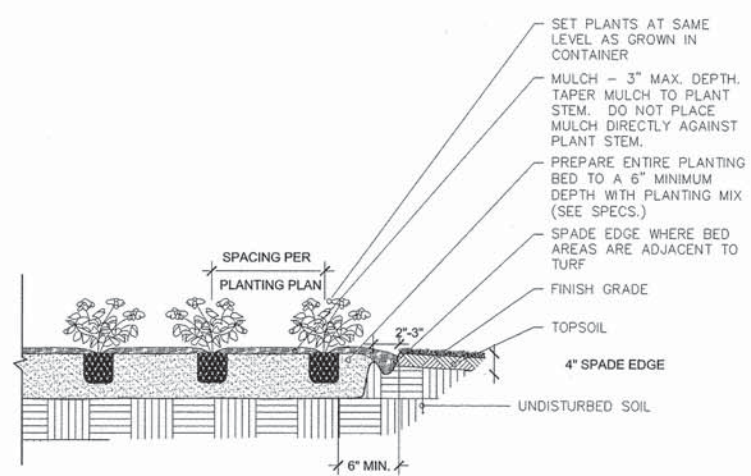 SET PLANTS AT SAME
LEVEL AS GROWN IN
CONTAINER
MULCH – 3" MAX. DEPTH.
TAPER MULCH TO PLANT
STEM. DO NOT PLACE
MULCH DIRECTLY AGAINST
PLANT STEM.
PREPARE ENTIRE PLANTING
BED TO A 6" MINIMUM
DEPTH WITH PLANTING MIX
(SEE SPECS.)
SPADE EDGE WHERE BED
AREAS ARE ADJACENT TO
TURF
FINISH GRADE
TOPSOIL
4" SPADE EDGE
UNDISTURBED SOIL
SPACING PER
PLANTING PLAN
2"-3"
6" MIN.